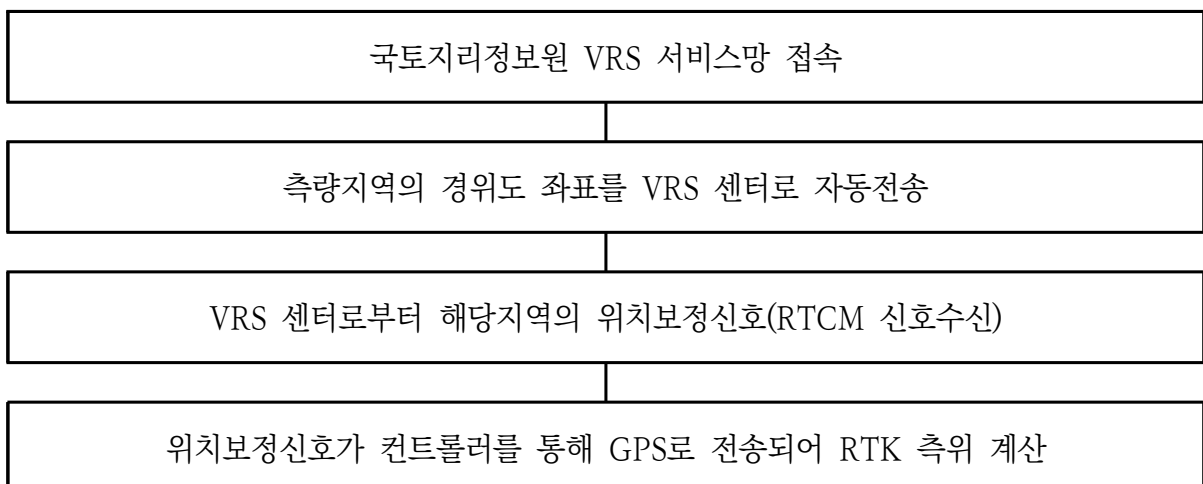 국토지리정보원 VRS 서비스망 접속
측량지역의 경위도 좌표를 VRS 센터로 자동전송
VRS 센터로부터 해당지역의 위치보정신호(RTCM 신호수신)
위치보정신호가 컨트롤러를 통해 GPS로 전송되어 RTK 측위 계산